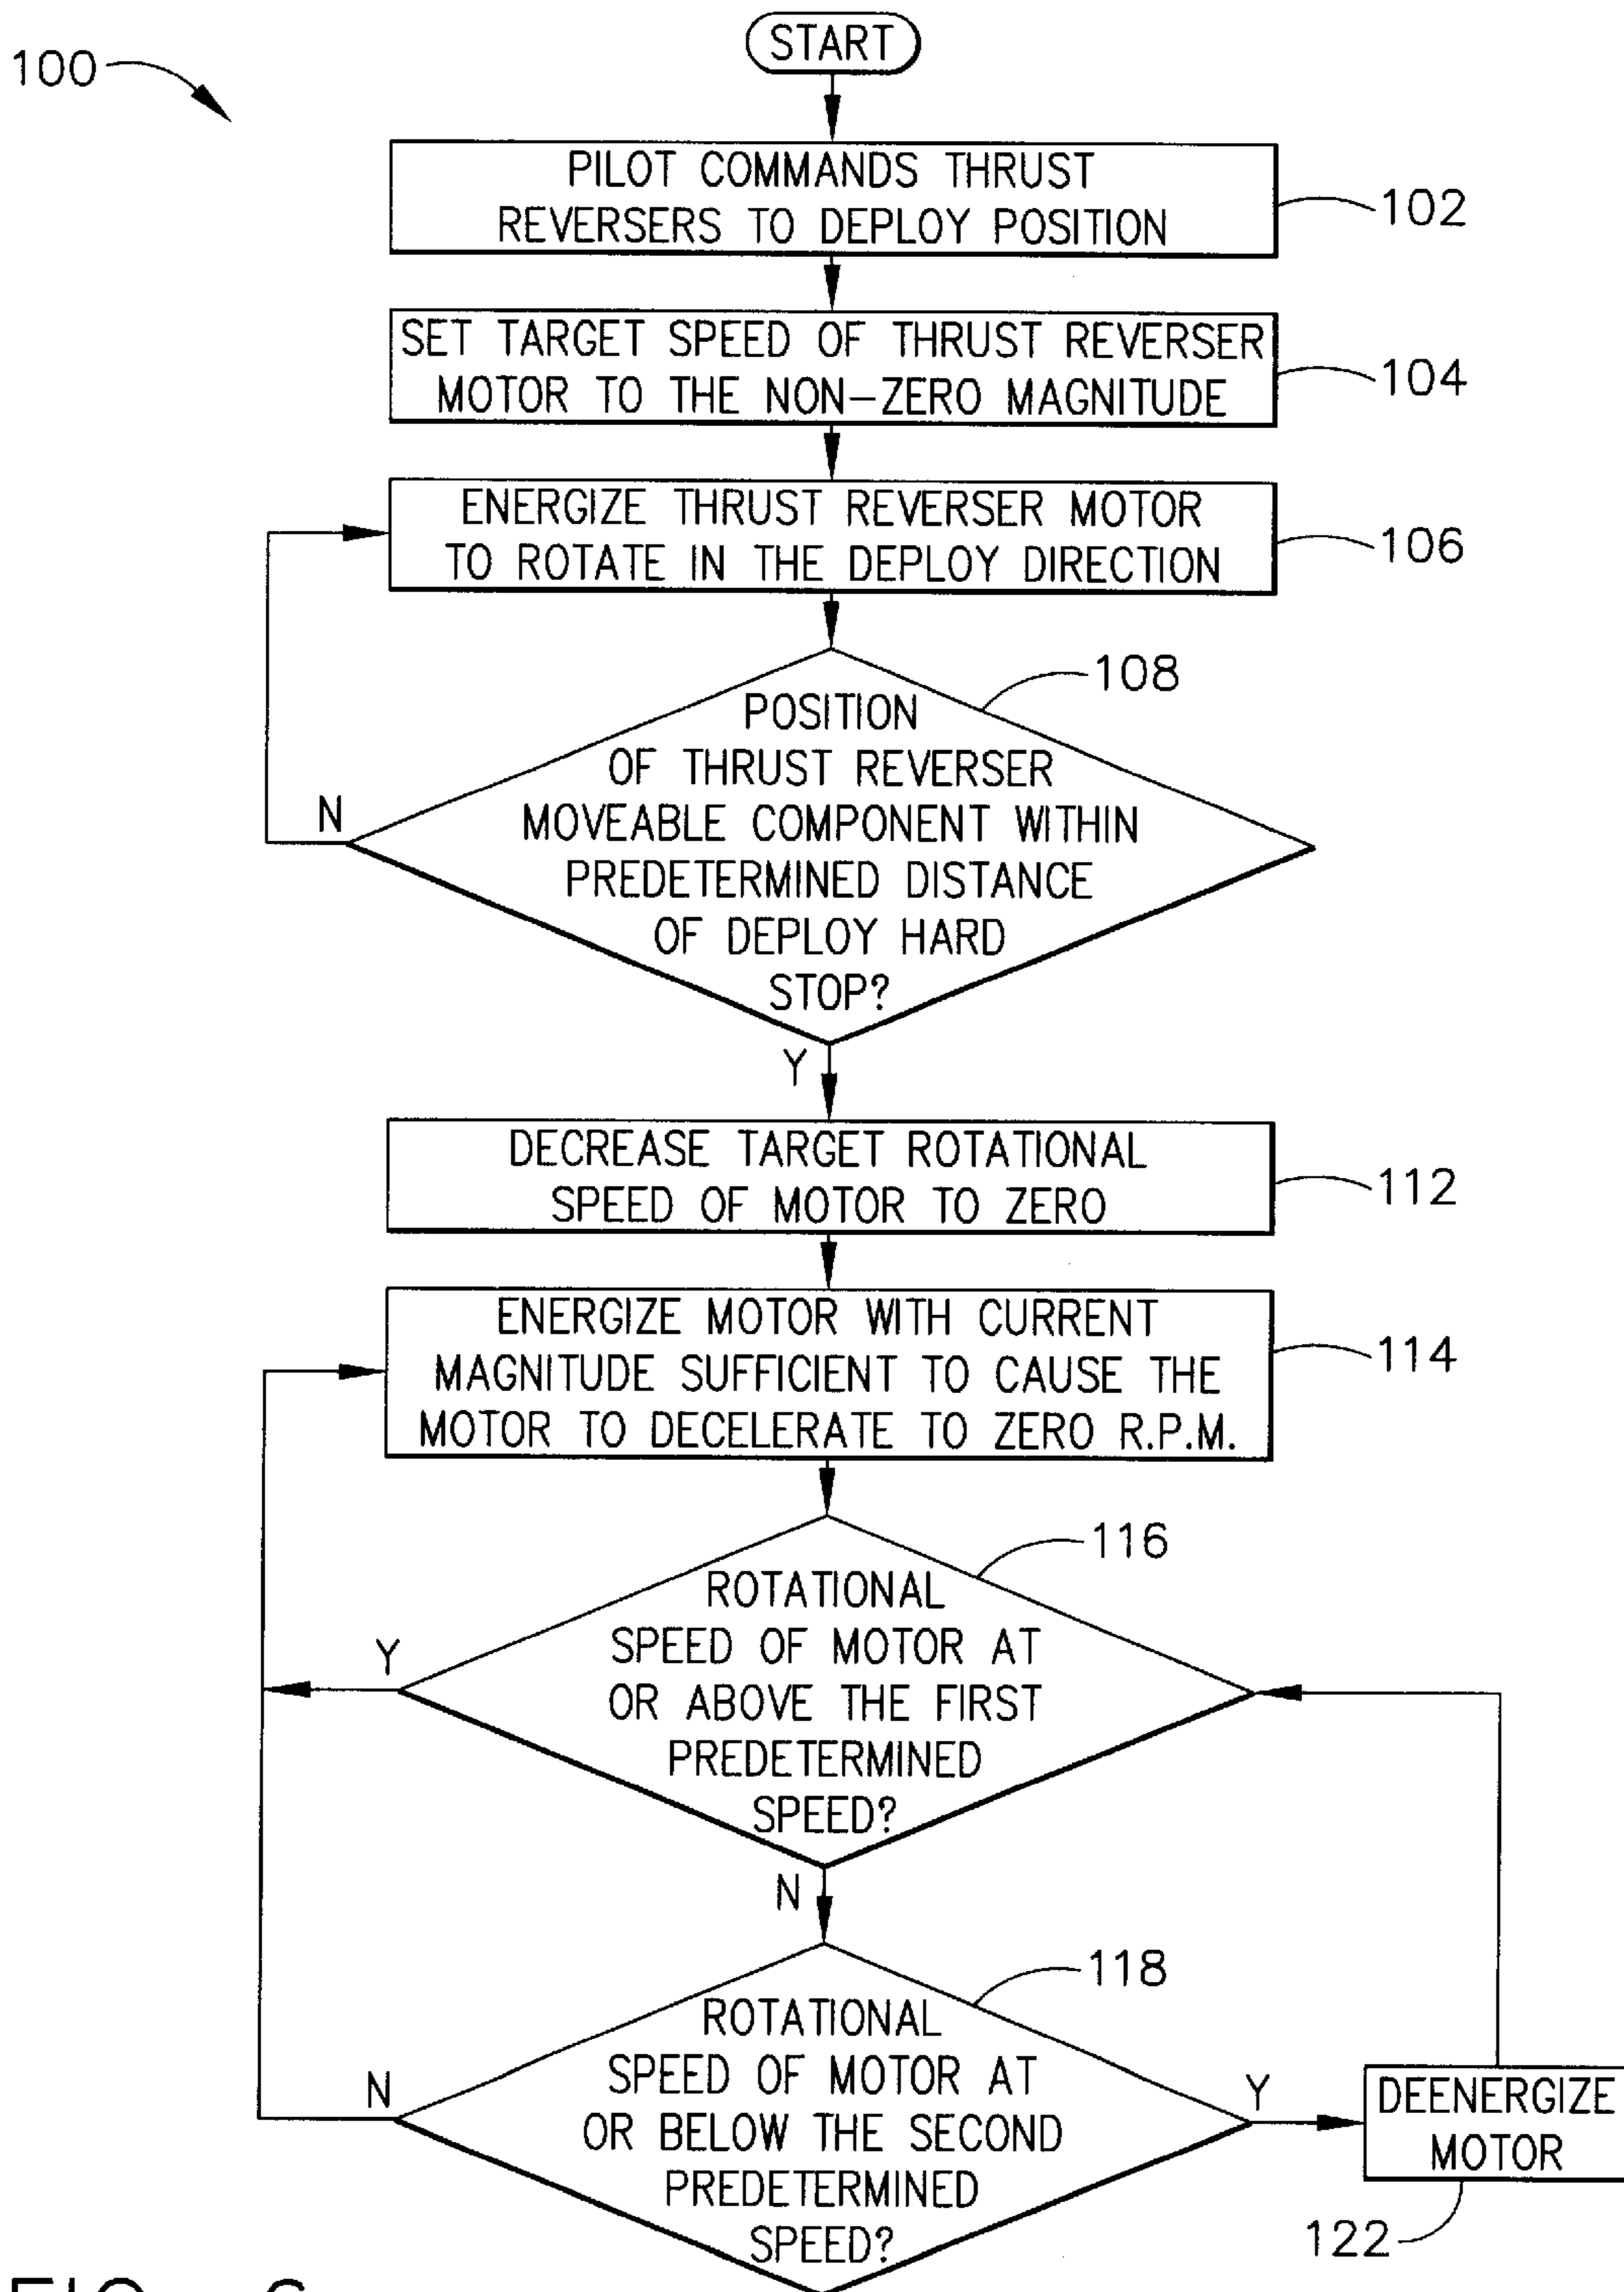 START
100
PILOT COMMANDS THRUST
REVERSERS TO DEPLOY POSITION
102
SET TARGET SPEED OF THRUST REVERSER
MOTOR TO THE NON-ZERO MAGNITUDE
104
ENERGIZE THRUST REVERSER MOTOR
TO ROTATE IN THE DEPLOY DIRECTION
106
108
POSITION
OF THRUST REVERSER
MOVEABLE COMPONENT WITHIN
PREDETERMINED DISTANCE
OF DEPLOY HARD
STOP?
N
Y
DECREASE TARGET ROTATIONAL
SPEED OF MOTOR TO ZERO
112
ENERGIZE MOTOR WITH CURRENT
MAGNITUDE SUFFICIENT TO CAUSE THE
MOTOR TO DECELERATE TO ZERO R.P.M.
114
116
ROTATIONAL
SPEED OF MOTOR AT
OR ABOVE THE FIRST
PREDETERMINED
SPEED?
Y
N
118
ROTATIONAL
SPEED OF MOTOR AT
OR BELOW THE SECOND
PREDETERMINED
SPEED?
N
Y
DEENERGIZE
MOTOR
122